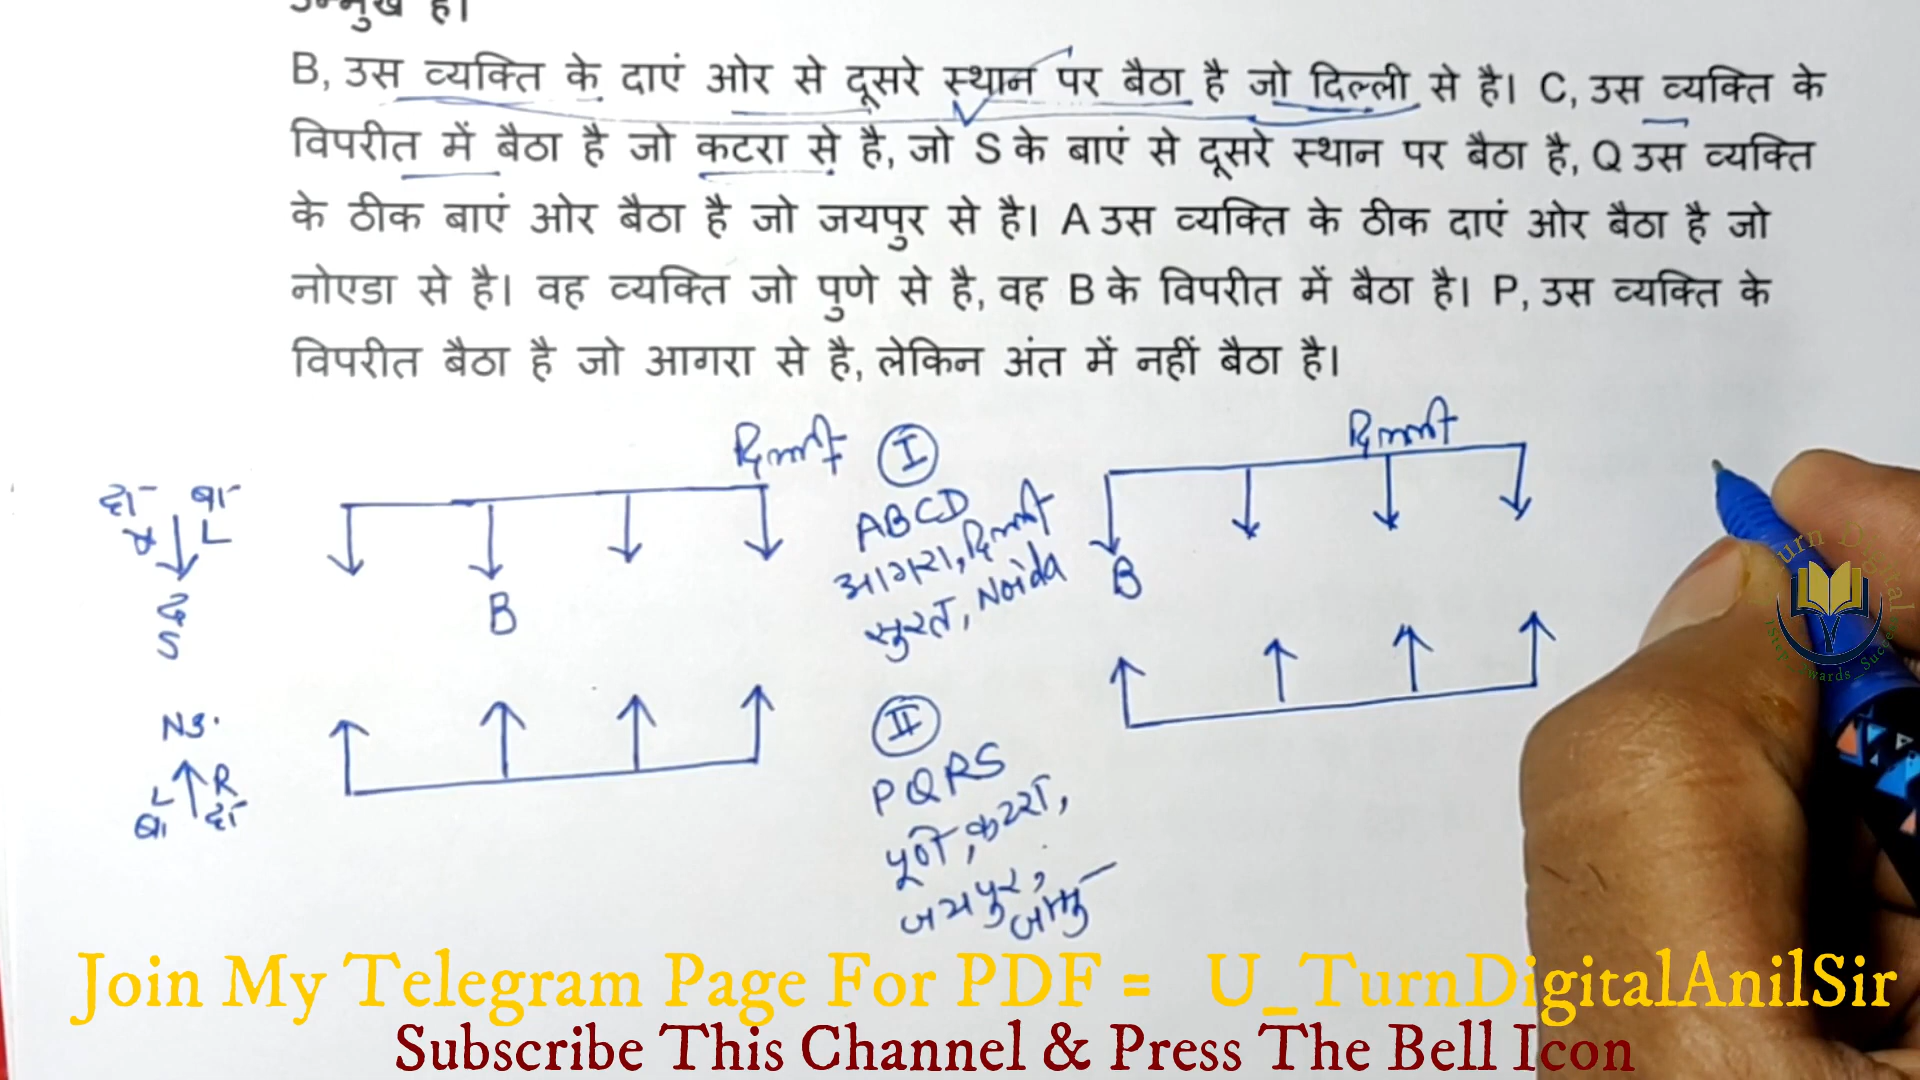 उन्मुख है।
B, उस व्यक्ति के दाएं ओर से दूसरे स्थान पर बैठा है जो दिल्ली से है। C, उस व्यक्ति के
विपरीत में बैठा है जो कटरा से है, जो S के बाएं से दूसरे स्थान पर बैठा है, Q उस व्यक्ति
के ठीक बाएं ओर बैठा है जो जयपुर से है। A उस व्यक्ति के ठीक दाएं ओर बैठा है जो
नोएडा से है। वह व्यक्ति जो पुणे से है, वह B के विपरीत में बैठा है। P, उस व्यक्ति के
विपरीत बैठा है जो आगरा से है, लेकिन अंत में नहीं बैठा है।
दिल्ली I दिल्ली
दा बा
L
ABCD
आगरा, दिल्ली
सुरत, Noida
B B
द
S
II
L R
बा दा
PQRS
पूणे, कटरा,
जयपुर, जम्मु
Join My Telegram Page For PDF = U_TurnDigitalAnilSir
Subscribe This Channel & Press The Bell Icon